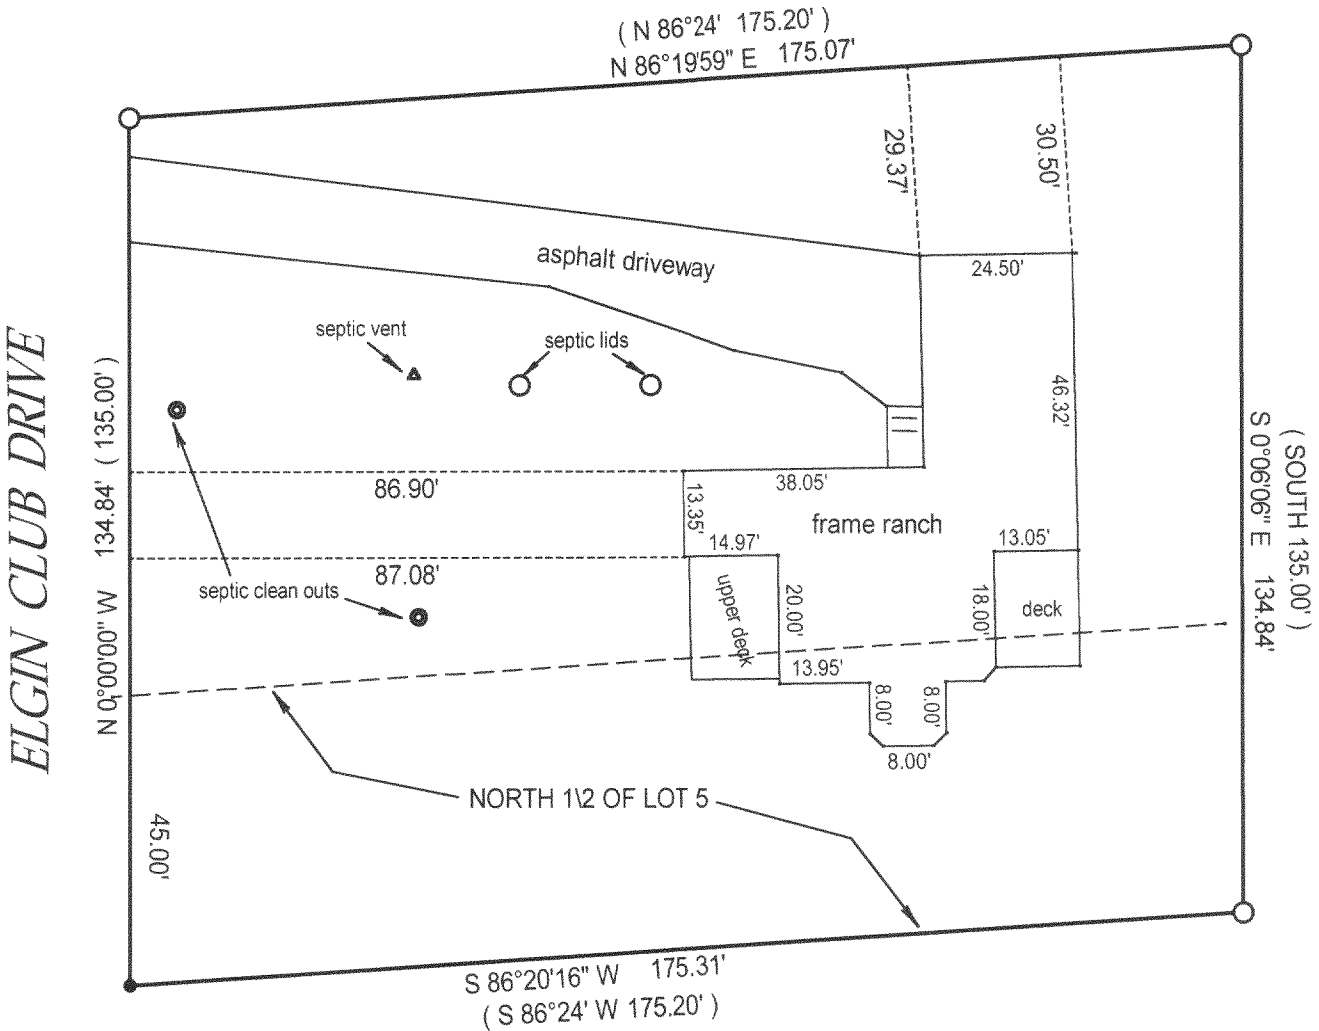 ( N 86°24' 175.20' )
N 86°19'59" E 175.07'
29.37'
30.50'
asphalt driveway
24.50'
septic vent
septic lids
46.32'
ELGIN CLUB DRIVE
N 0°00'00" W 134.84' ( 135.00' )
86.90'
38.05'
13.35'
frame ranch
14.97'
13.05'
87.08'
septic clean outs
upper deck
20.00'
18.00'
deck
13.95'
8.00'
8.00'
8.00'
S 0°06'06" E 134.84'
( SOUTH 135.00' )
NORTH 1\2 OF LOT 5
45.00'
S 86°20'16" W 175.31'
( S 86°24' W 175.20' )